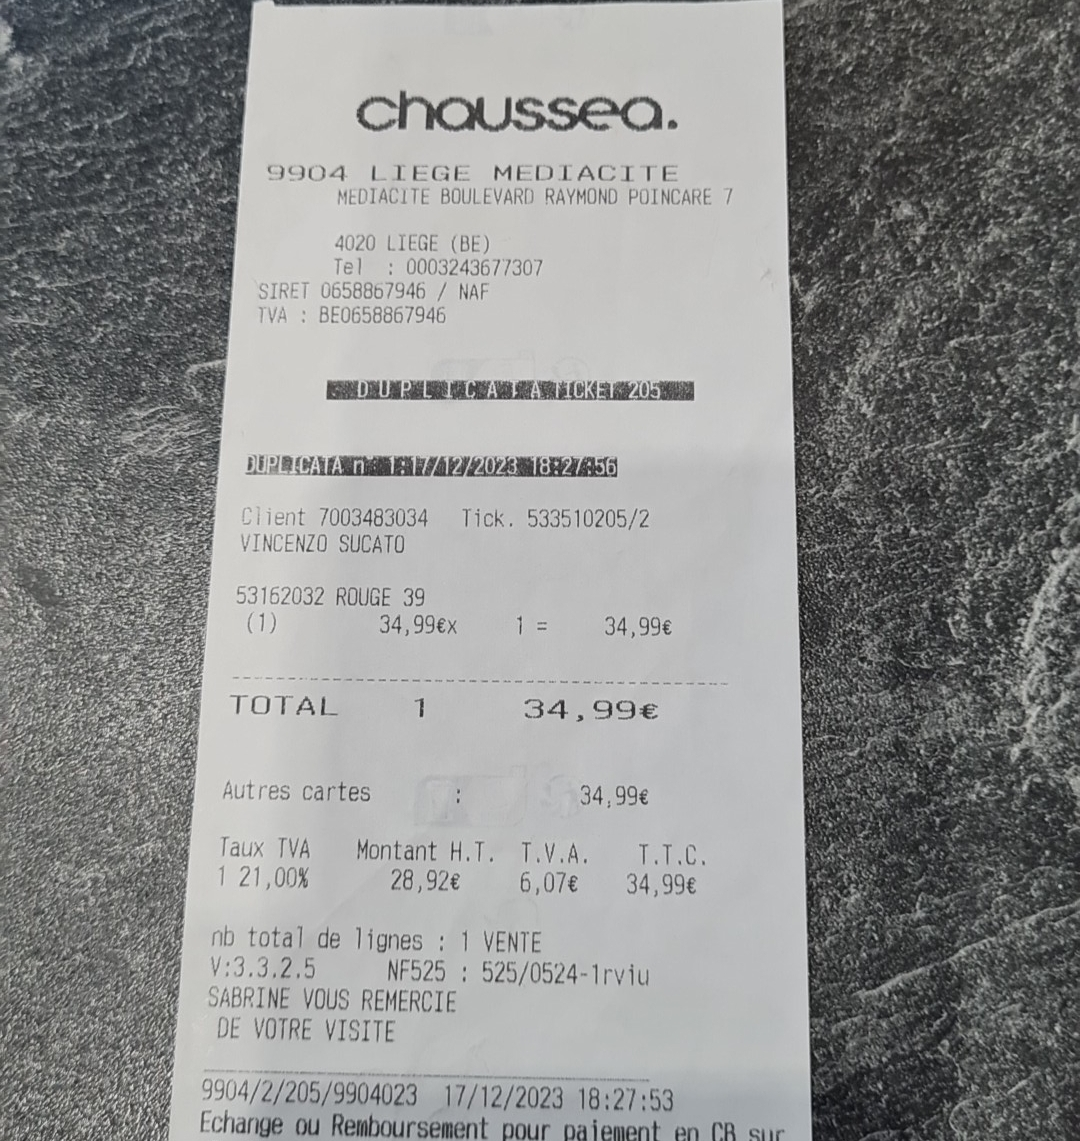 chaussea.
9904 LIEGE MEDIACITE
MEDIACITE BOULEVARD RAYMOND POINCARE 7
4020 LIEGE (BE)
Tel : 0003243677307
SIRET 0658867946 / NAF
TVA : BE0658867946
D U P L I C A T A TICKET 205
DUPLICATA n° 1:17/12/2023 18:27:56
Client 7003483034 Tick. 533510205/2
VINCENZO SUCATO
53162032 ROUGE 39
(1) 34,99€x 1 = 34,99€
TOTAL 1 34,99€
Autres cartes : 34,99€
Taux TVA Montant H.T. T.V.A. T.T.C.
1 21,00% 28,92€ 6,07€ 34,99€
nb total de lignes : 1 VENTE
V:3.3.2.5 NF525 : 525/0524-1rviu
SABRINE VOUS REMERCIE
DE VOTRE VISITE
9904/2/205/9904023 17/12/2023 18:27:53
Echange ou Remboursement pour paiement en CB sur